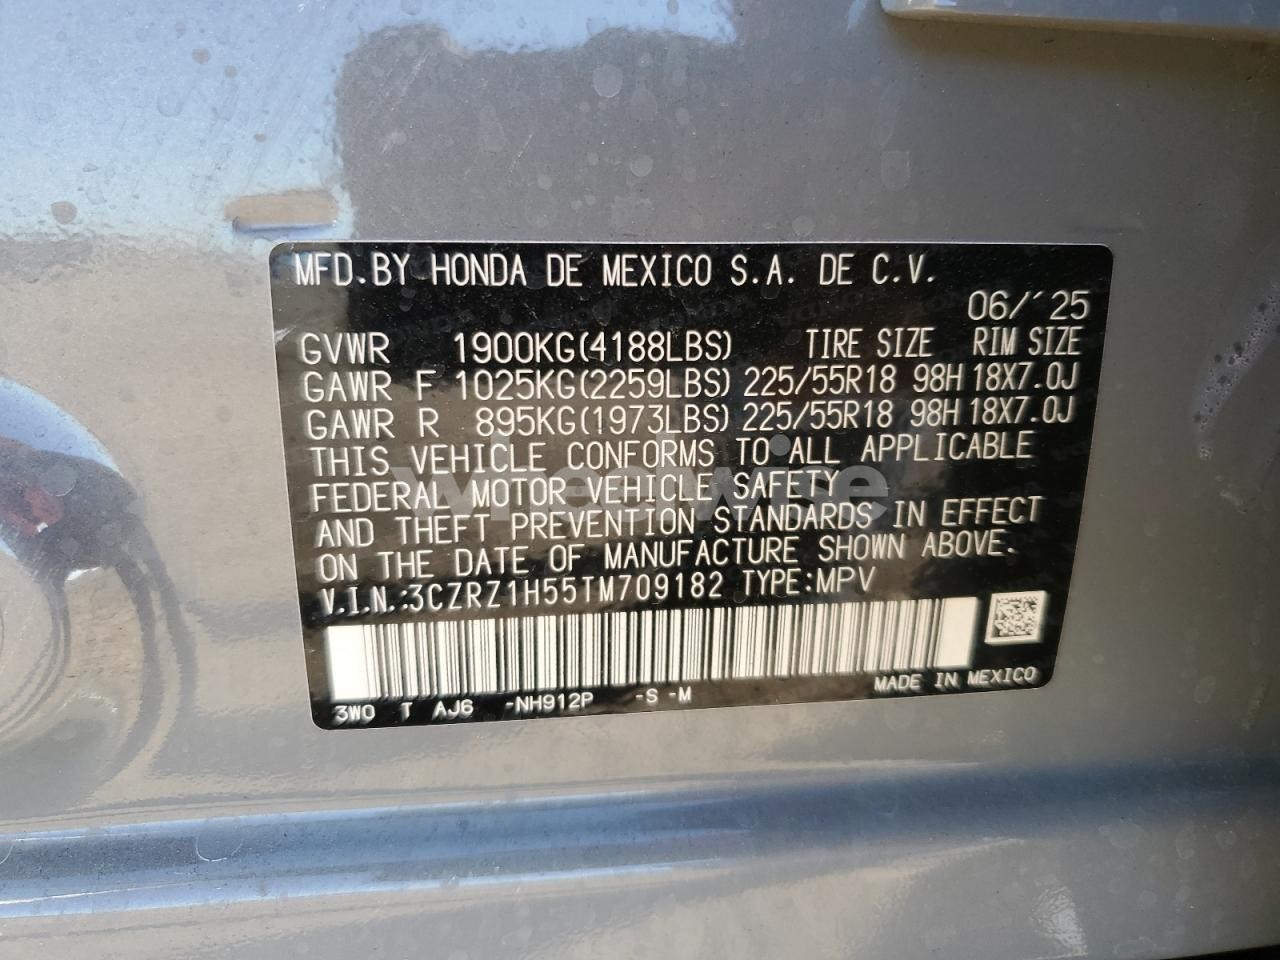 MFD.BY HONDA DE MEXICO S.A. DE C.V.
06/´25
GVWR 1900KG(4188LBS) TIRE SIZE RIM SIZE
GAWR F 1025KG(2259LBS) 225/55R18 98H 18X7.0J
GAWR R 895KG(1973LBS) 225/55R18 98H 18X7.0J
THIS VEHICLE CONFORMS TO ALL APPLICABLE
FEDERAL MOTOR VEHICLE SAFETY
AND THEFT PREVENTION STANDARDS IN EFFECT
ON THE DATE OF MANUFACTURE SHOWN ABOVE.
V.I.N.:3CZRZ1H55TM709182 TYPE:MPV
3WO T AJ6 -NH912P -S -M MADE IN MEXICO
wheelwise